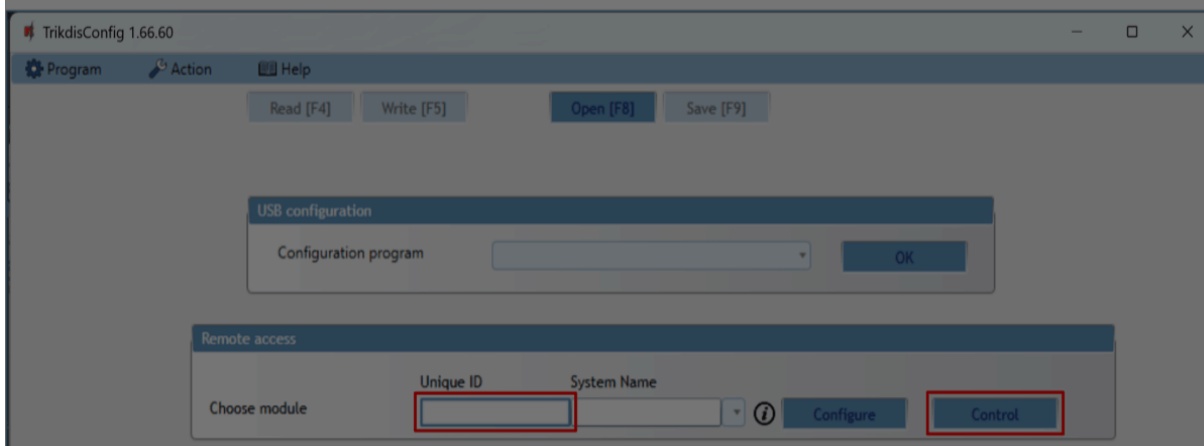 TrikdisConfig 1.66.60
Program Action Help
Read [F4] Write [F5] Open [F8] Save [F9]
USB configuration
Configuration program OK
Remote access
Unique ID System Name
Choose module Configure Control